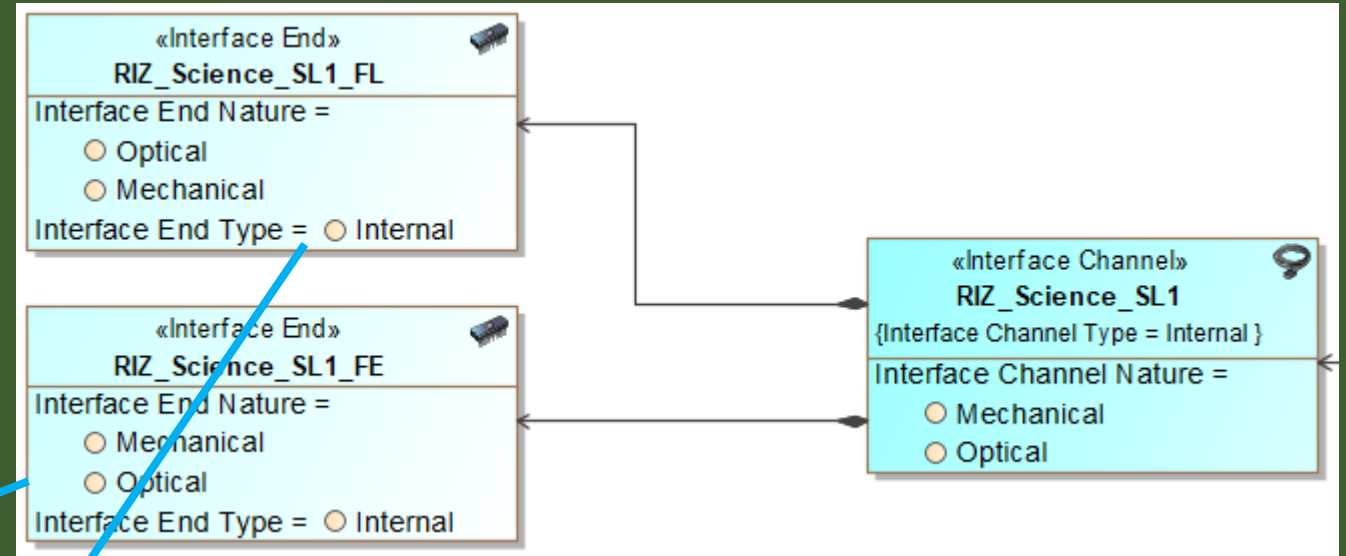 «Interface End»
RIZ_Science_SL1_FL
Interface End Nature =
Optical
Mechanical
Interface End Type = Internal
«Interface End»
RIZ_Science_SL1_FE
Interface End Nature =
Mechanical
Optical
Interface End Type = Internal
«Interface Channel»
RIZ_Science_SL1
{Interface Channel Type = Internal }
Interface Channel Nature =
Mechanical
Optical